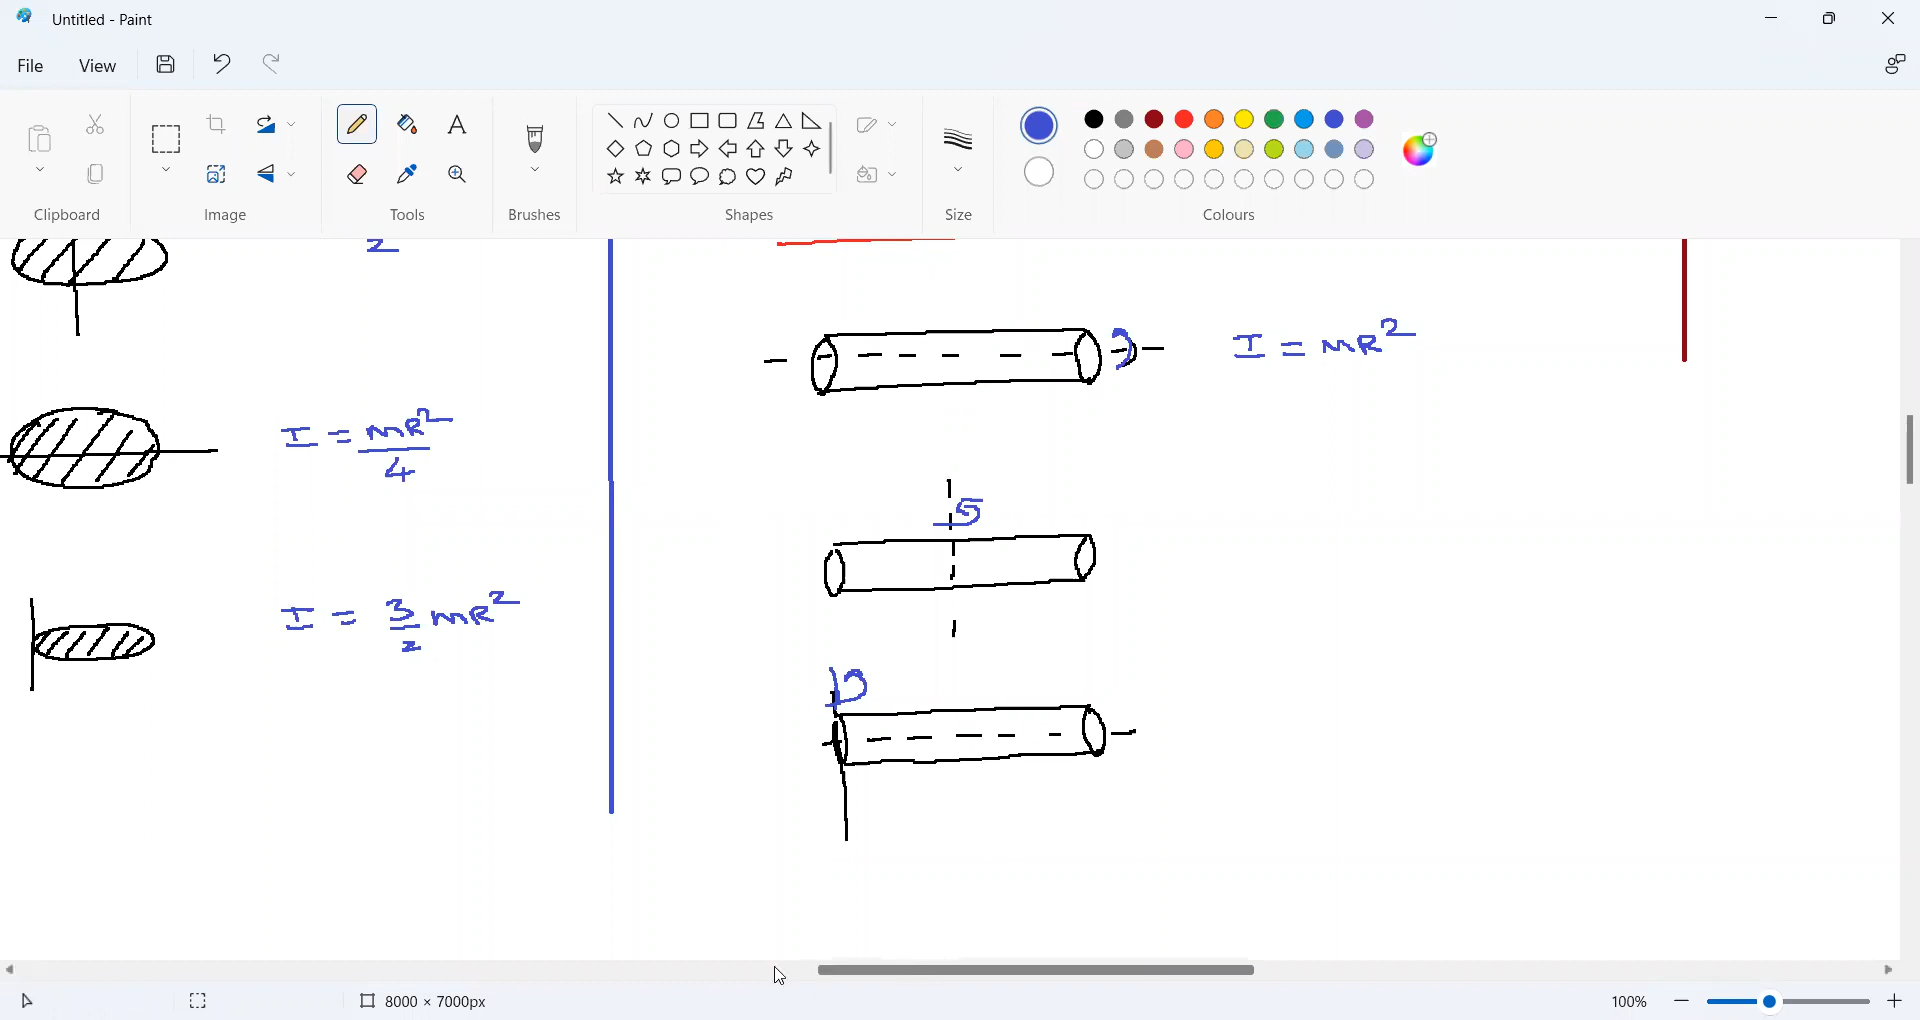 Untitled - Paint
File View
Clipboard Image Tools Brushes Shapes Size Colours
2
I = mR²
I = mR²
4
I = 3 mR²
2
100%
8000 × 7000px